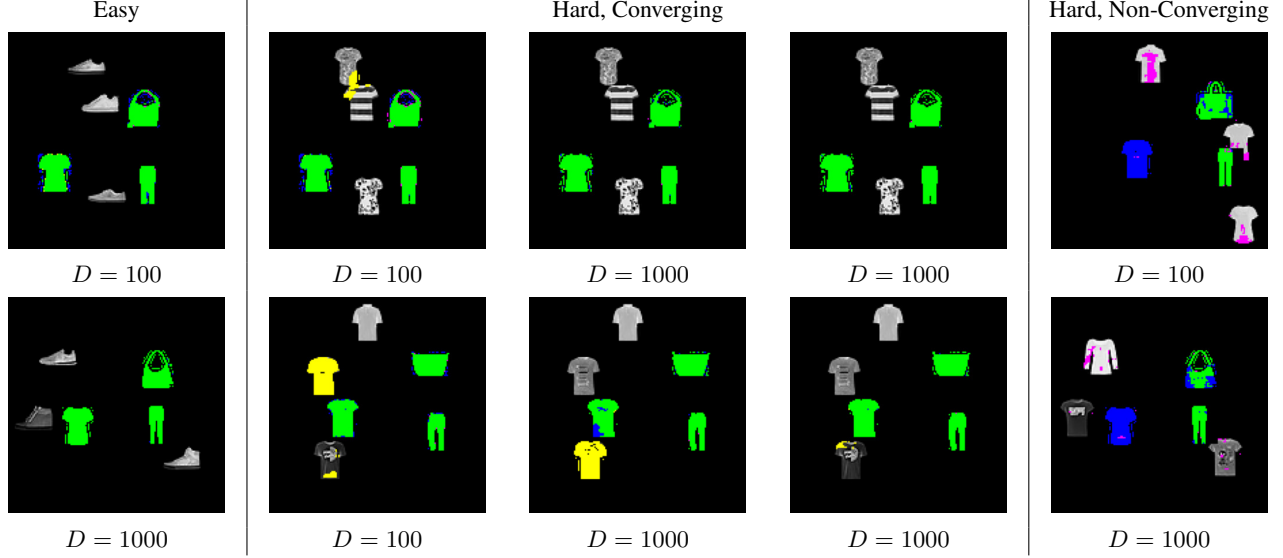 Easy Hard, Converging Hard, Non-Converging
D = 100 D = 100 D = 1000 D = 1000 D = 100
D = 1000 D = 100 D = 1000 D = 1000 D = 1000